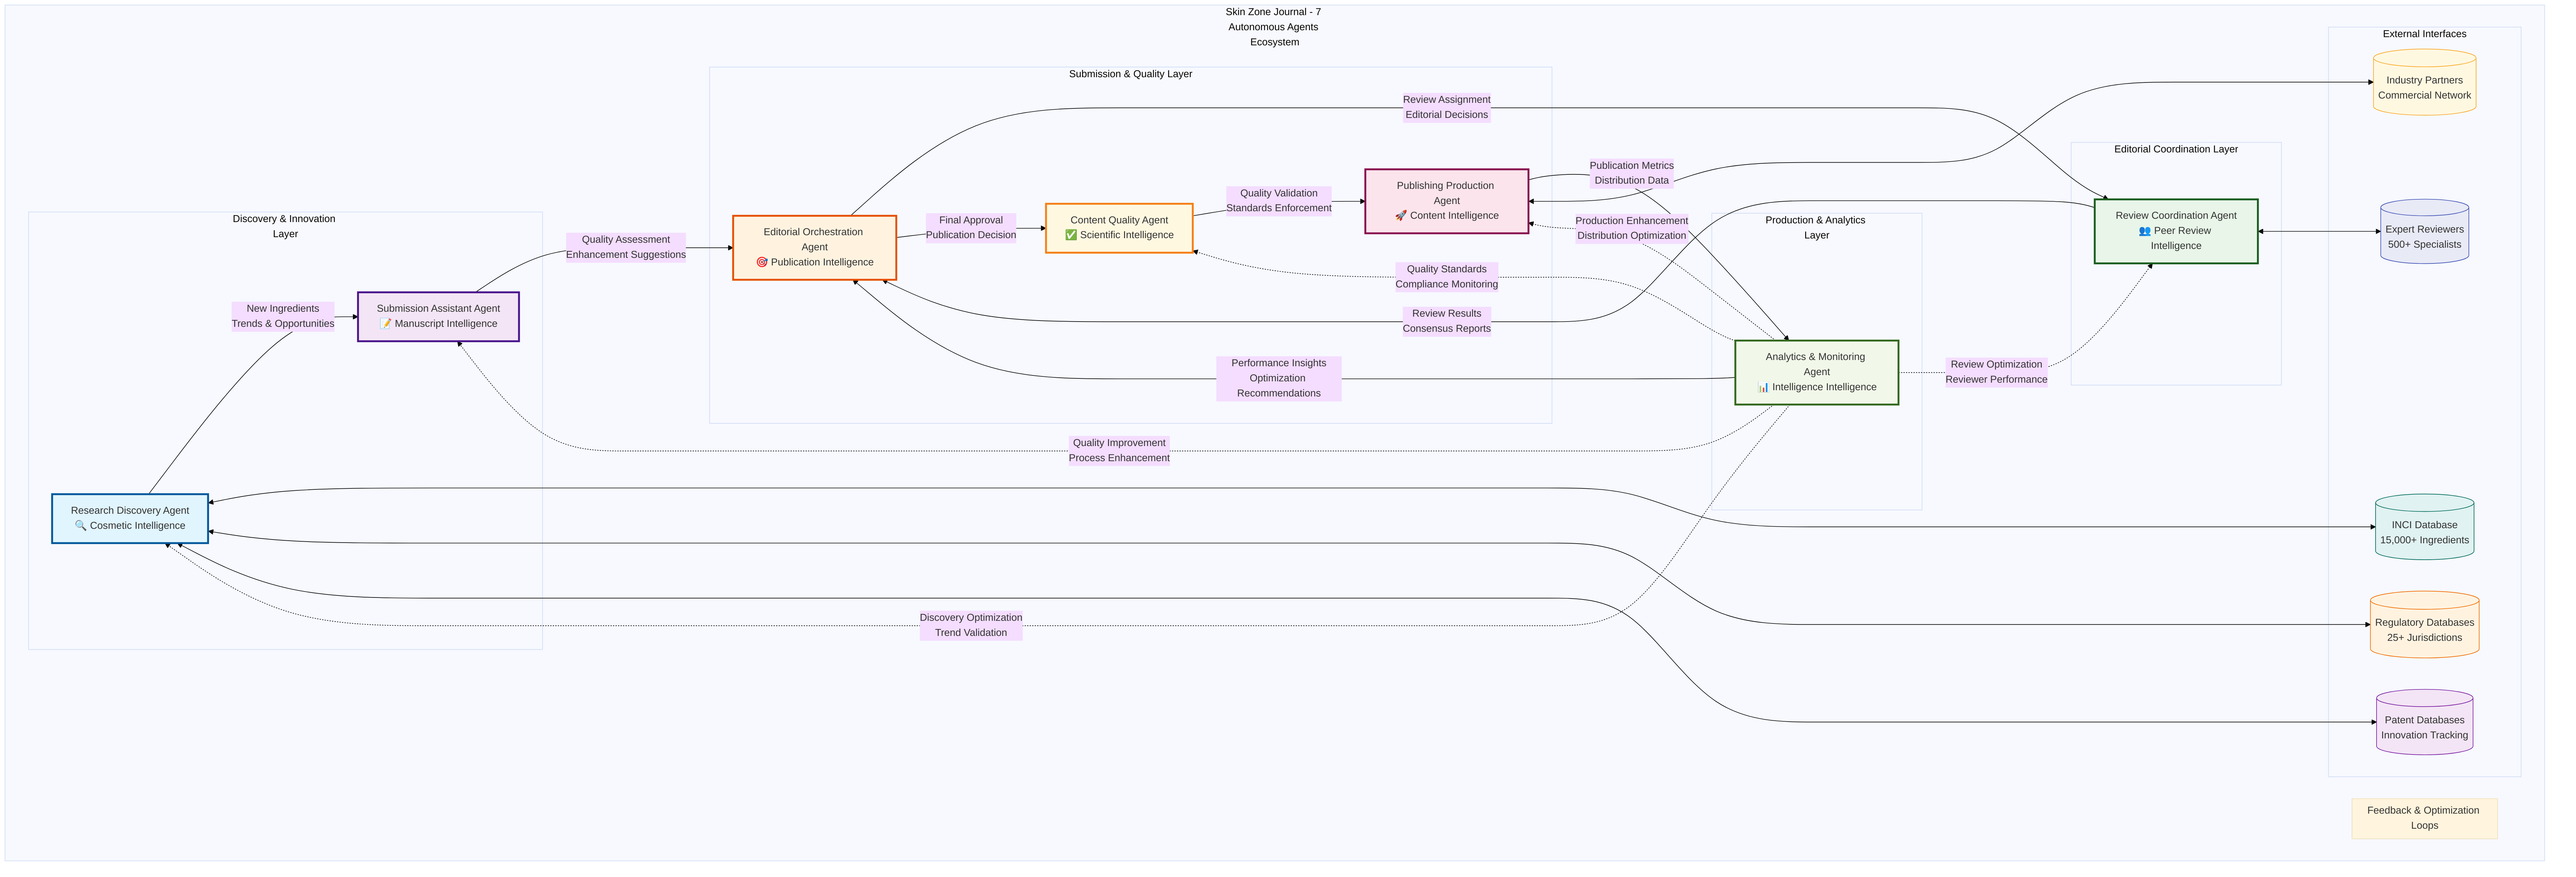 Skin Zone Journal - 7
Autonomous Agents
Ecosystem
External Interfaces
Submission & Quality Layer
Industry Partners
Commercial Network
Review Assignment
Editorial Decisions
Editorial Coordination Layer
Publication Metrics
Distribution Data
Publishing Production
Agent
🚀 Content Intelligence
Quality Validation
Standards Enforcement
Discovery & Innovation
Layer
Final Approval
Publication Decision
Content Quality Agent
✅ Scientific Intelligence
Production Enhancement
Distribution Optimization
Production & Analytics
Layer
Review Coordination Agent
👥 Peer Review
Intelligence
Expert Reviewers
500+ Specialists
Quality Assessment
Enhancement Suggestions
Editorial Orchestration
Agent
🎯 Publication Intelligence
Quality Standards
Compliance Monitoring
New Ingredients
Trends & Opportunities
Submission Assistant Agent
📝 Manuscript Intelligence
Review Results
Consensus Reports
Performance Insights
Optimization
Recommendations
Analytics & Monitoring
Agent
📊 Intelligence Intelligence
Review Optimization
Reviewer Performance
Quality Improvement
Process Enhancement
Research Discovery Agent
🔍 Cosmetic Intelligence
INCI Database
15,000+ Ingredients
Discovery Optimization
Trend Validation
Regulatory Databases
25+ Jurisdictions
Patent Databases
Innovation Tracking
Feedback & Optimization
Loops